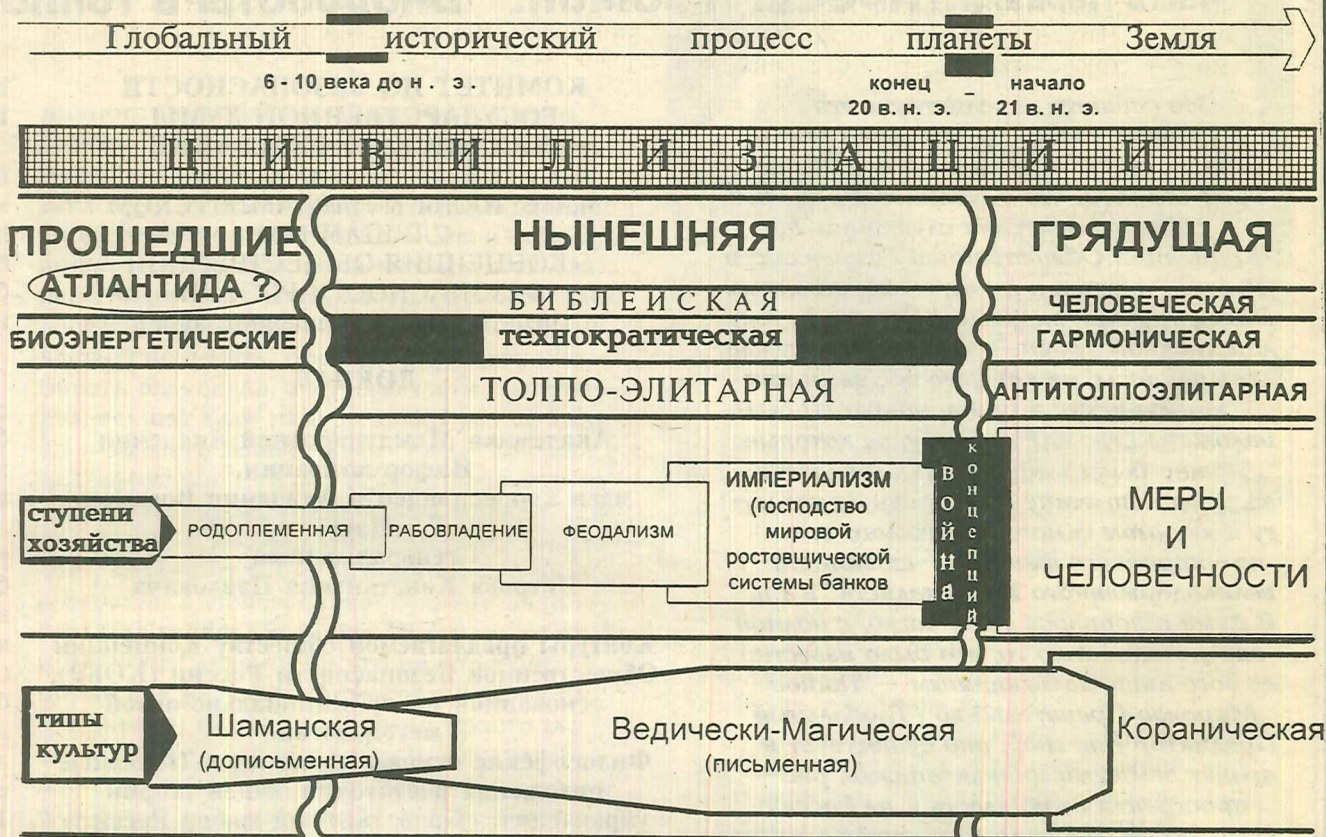 Глобальный исторический процесс планеты Земля
6 - 10 века до н . э.
конец - начало
20 в. н. э. 21 в. н. э.
Ц И В И Л И З А Ц И И
ПРОШЕДШИЕ НЫНЕШНЯЯ ГРЯДУЩАЯ
АТЛАНТИДА ?
БИБЛЕЙСКАЯ
ЧЕЛОВЕЧЕСКАЯ
БИОЭНЕРГЕТИЧЕСКИЕ
технократическая
ГАРМОНИЧЕСКАЯ
ТОЛПО-ЭЛИТАРНАЯ
АНТИТОЛПОЭЛИТАРНАЯ
ступени
хозяйства
РОДОПЛЕМЕННАЯ
РАБОВЛАДЕНИЕ
ФЕОДАЛИЗМ
ИМПЕРИАЛИЗМ
(господство
мировой
ростовщической
системы банков
война
концепций
МЕРЫ
И
ЧЕЛОВЕЧНОСТИ
типы
культур
Шаманская
(дописьменная)
Ведически-Магическая
(письменная)
Кораническая